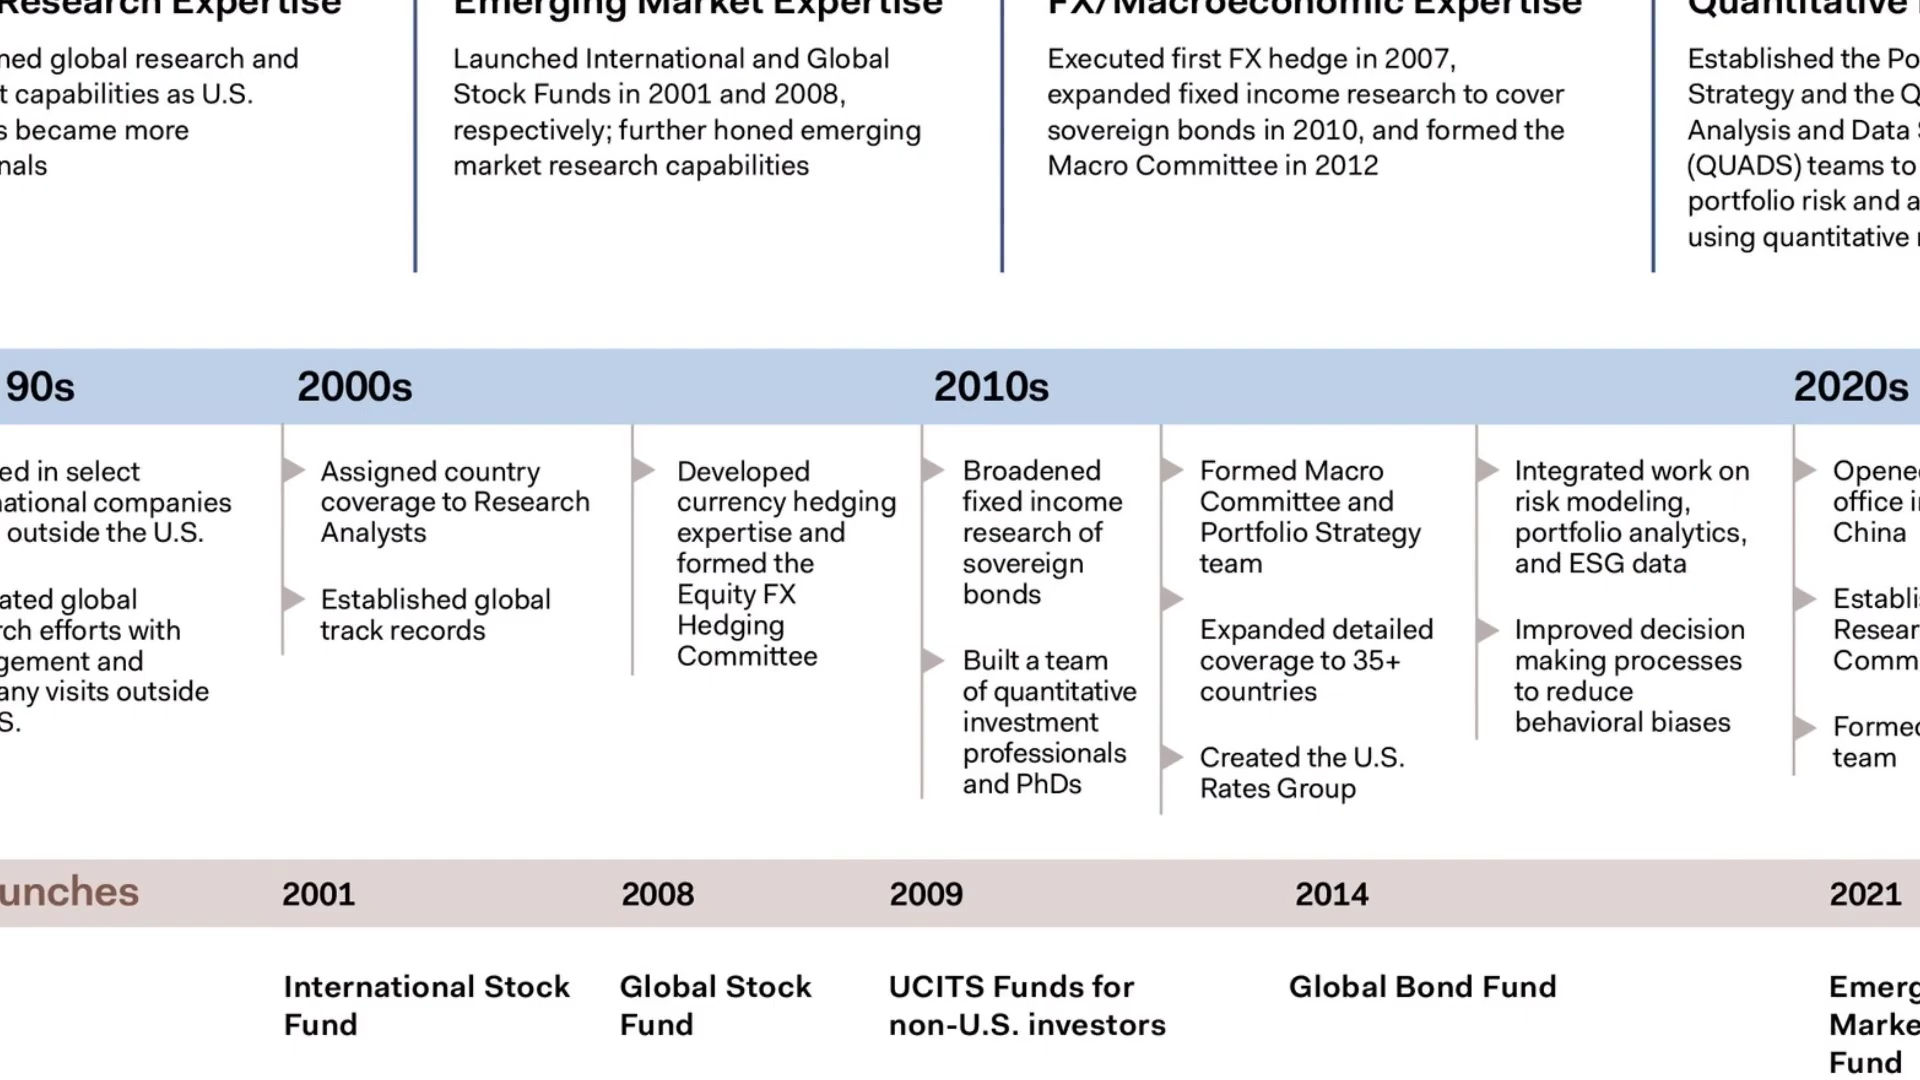 Research Expertise
ned global research and
t capabilities as U.S.
s became more
nals
Emerging Market Expertise
Launched International and Global
Stock Funds in 2001 and 2008,
respectively; further honed emerging
market research capabilities
FX/Macroeconomic Expertise
Executed first FX hedge in 2007,
expanded fixed income research to cover
sovereign bonds in 2010, and formed the
Macro Committee in 2012
Quantitative
Established the Po
Strategy and the Q
Analysis and Data
(QUADS) teams to
portfolio risk and a
using quantitative
90s
ed in select
national companies
outside the U.S.
ated global
rch efforts with
gement and
any visits outside
S.
2000s
Assigned country
coverage to Research
Analysts
Established global
track records
Developed
currency hedging
expertise and
formed the
Equity FX
Hedging
Committee
2010s
Broadened
fixed income
research of
sovereign
bonds
Built a team
of quantitative
investment
professionals
and PhDs
Formed Macro
Committee and
Portfolio Strategy
team
Expanded detailed
coverage to 35+
countries
Created the U.S.
Rates Group
Integrated work on
risk modeling,
portfolio analytics,
and ESG data
Improved decision
making processes
to reduce
behavioral biases
2020s
Opene
office i
China
Establi
Resear
Comm
Formed
team
unches
2001
International Stock
Fund
2008
Global Stock
Fund
2009
UCITS Funds for
non-U.S. investors
2014
Global Bond Fund
2021
Emerg
Marke
Fund